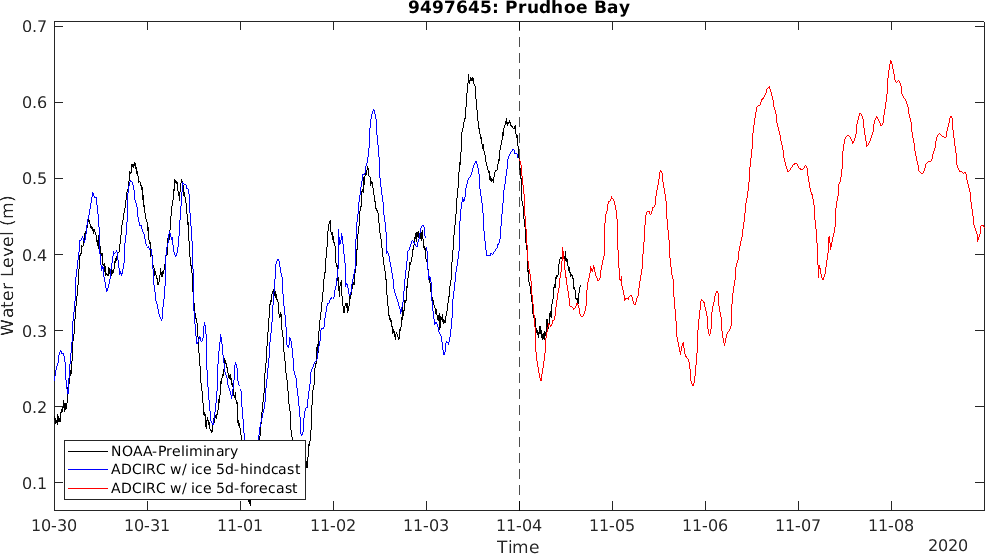 9497645: Prudhoe Bay
0.7
0.6
0.5
0.4
0.3
0.2
0.1
Water Level (m)
NOAA-Preliminary
ADCIRC w/ ice 5d-hindcast
ADCIRC w/ ice 5d-forecast
10-30 10-31 11-01 11-02 11-03 11-04 11-05 11-06 11-07 11-08
Time
2020